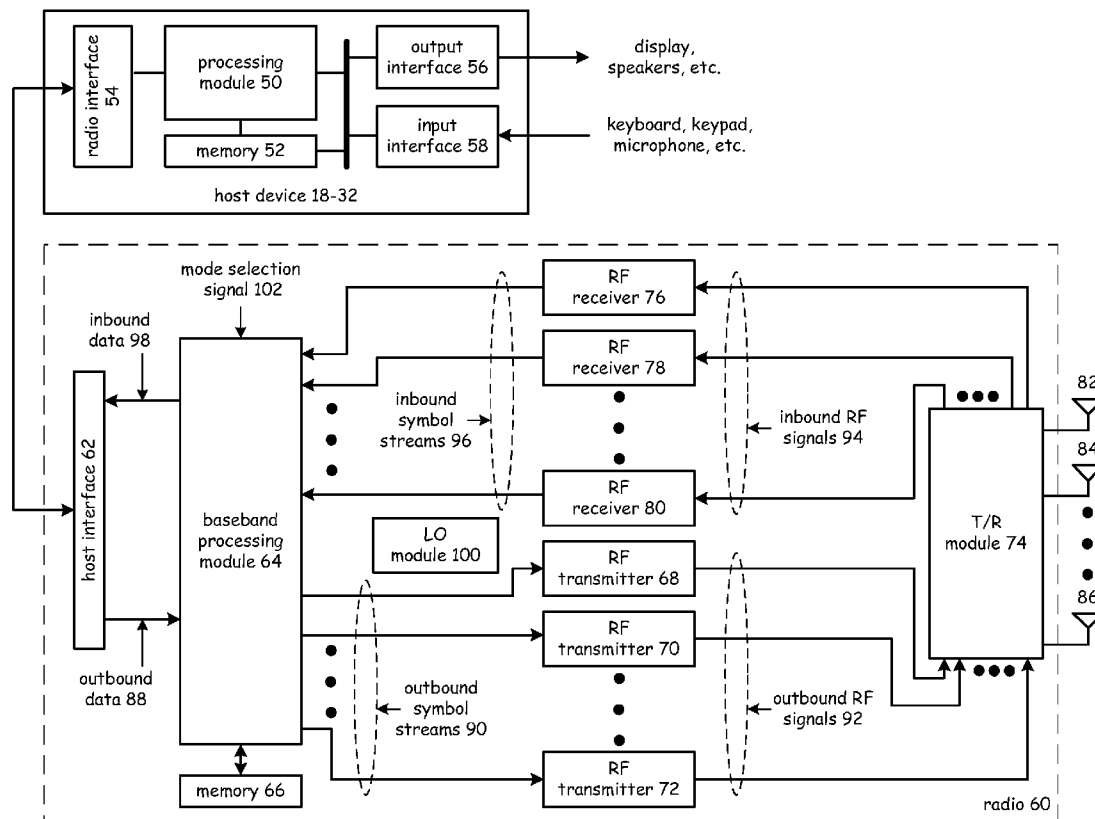 radio interface
54
processing
module 50
memory 52
output
interface 56
input
interface 58
host device 18-32
display,
speakers, etc.
keyboard, keypad,
microphone, etc.
mode selection
signal 102
inbound
data 98
host interface 62
outbound
data 88
baseband
processing
module 64
memory 66
inbound
symbol
streams 96
LO
module 100
outbound
symbol
streams 90
RF
receiver 76
RF
receiver 78
RF
receiver 80
RF
transmitter 68
RF
transmitter 70
RF
transmitter 72
inbound RF
signals 94
outbound RF
signals 92
T/R
module 74
82
84
86
radio 60